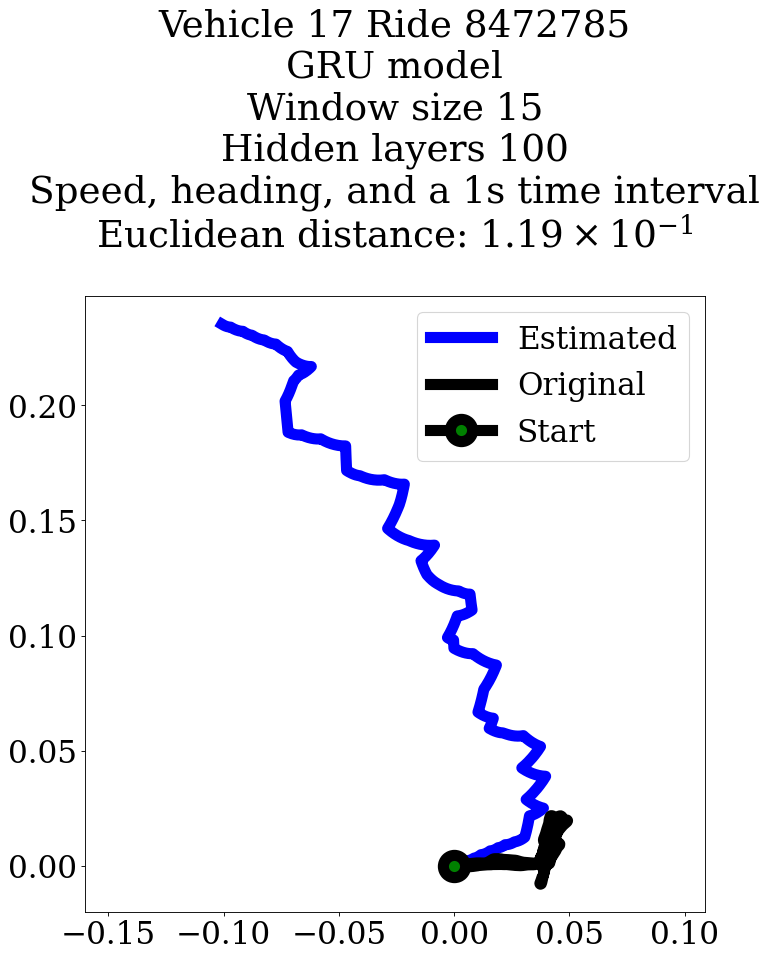 Vehicle 17 Ride 8472785
GRU model
Window size 15
Hidden layers 100
Speed, heading, and a 1s time interval
Euclidean distance: 1.19 × 10⁻¹
Estimated
Original
Start
0.20
0.15
0.10
0.05
0.00
−0.15 −0.10 −0.05 0.00 0.05 0.10